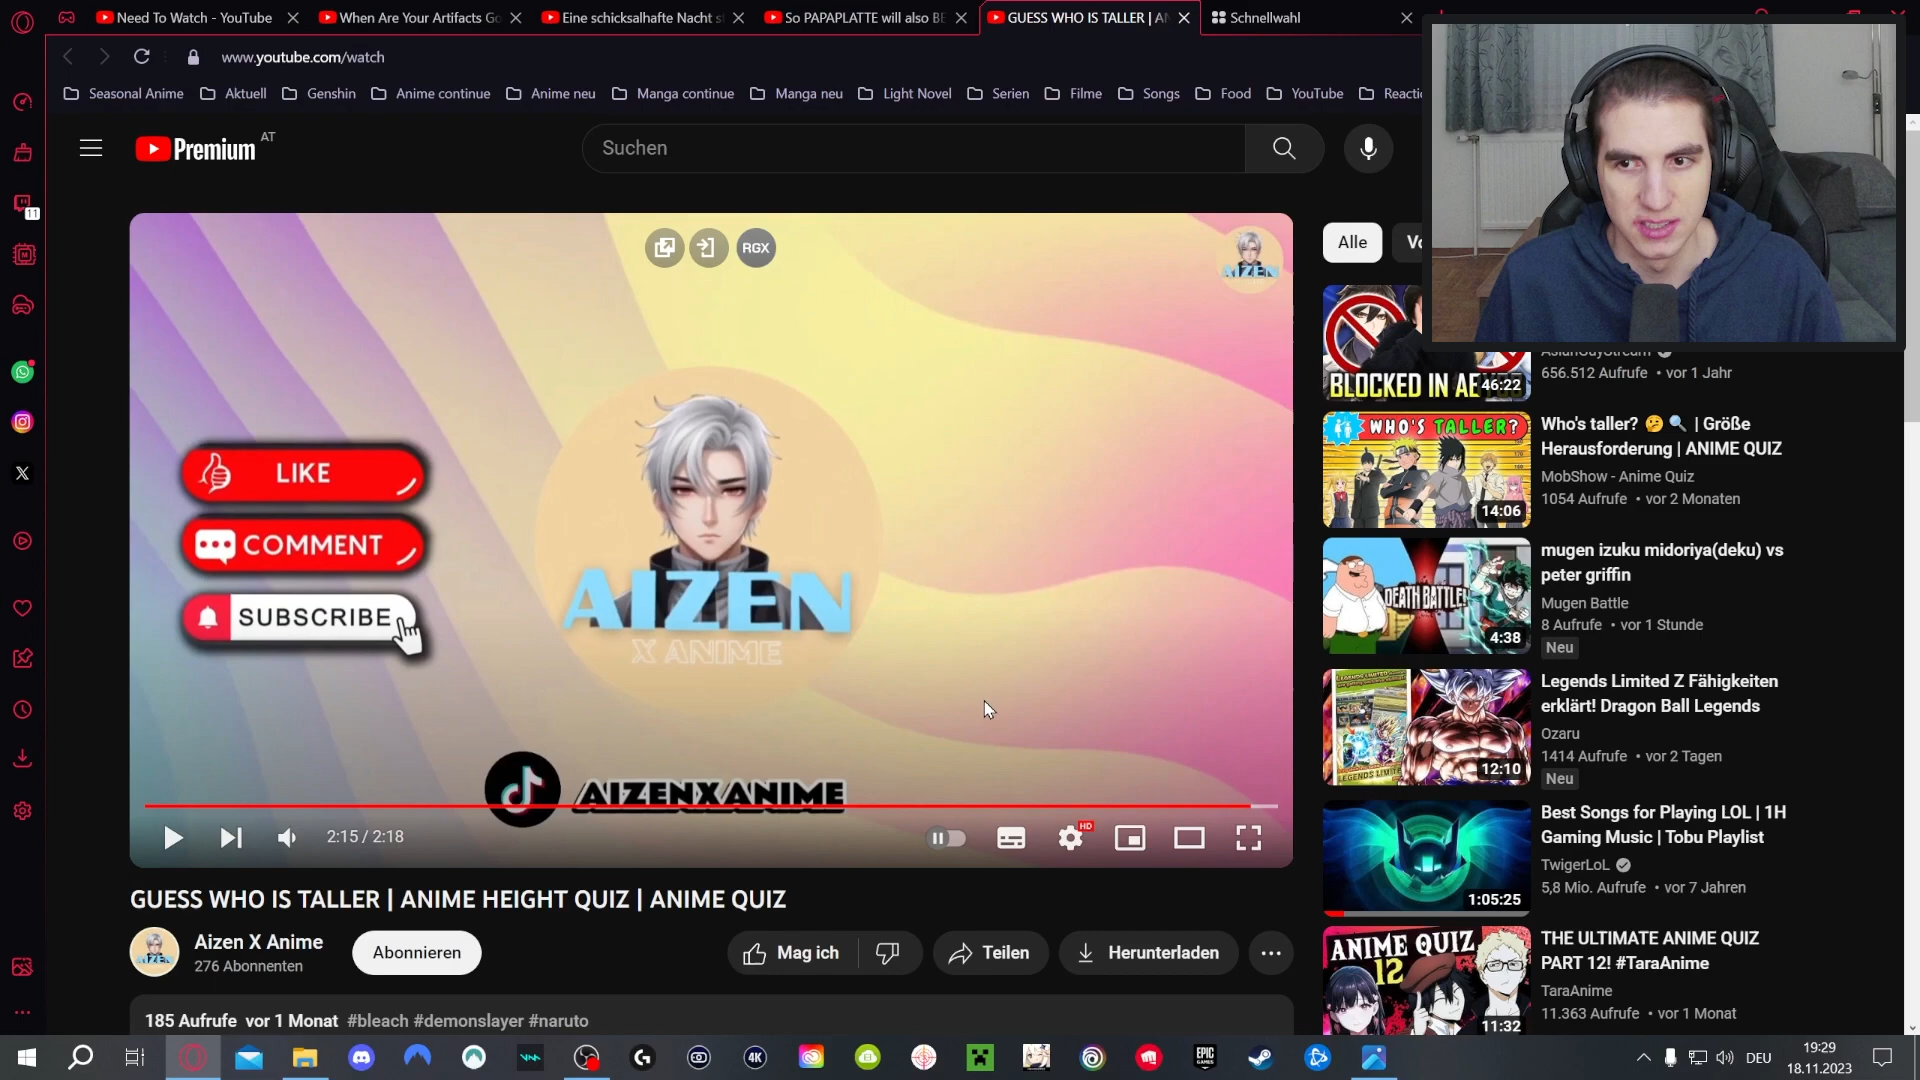 Need To Watch - YouTube
When Are Your Artifacts Go
Eine schicksalhafte Nacht st
So PAPAPLATTE will also BE
GUESS WHO IS TALLER | AN
Schnellwahl
www.youtube.com/watch
Seasonal Anime
Aktuell
Genshin
Anime continue
Anime neu
Manga continue
Manga neu
Light Novel
Serien
Filme
Songs
Food
YouTube
Reactio
Premium
AT
Suchen
RGX
AIZEN
LIKE
COMMENT
SUBSCRIBE
AIZEN
X ANIME
AIZENXANIME
2:15 / 2:18
HD
GUESS WHO IS TALLER | ANIME HEIGHT QUIZ | ANIME QUIZ
Aizen X Anime
276 Abonnenten
Abonnieren
Mag ich
Teilen
Herunterladen
185 Aufrufe vor 1 Monat #bleach #demonslayer #naruto
Alle
BLOCKED IN
46:22
656.512 Aufrufe • vor 1 Jahr
WHO'S TALLER?
14:06
Who's taller? 🤔 🔍 | Größe
Herausforderung | ANIME QUIZ
MobShow - Anime Quiz
1054 Aufrufe • vor 2 Monaten
DEATH BATTLE!
4:38
mugen izuku midoriya(deku) vs
peter griffin
Mugen Battle
8 Aufrufe • vor 1 Stunde
Neu
12:10
Legends Limited Z Fähigkeiten
erklärt! Dragon Ball Legends
Ozaru
1414 Aufrufe • vor 2 Tagen
Neu
1:05:25
Best Songs for Playing LOL | 1H
Gaming Music | Tobu Playlist
TwigerLoL
5,8 Mio. Aufrufe • vor 7 Jahren
ANIME QUIZ
12
11:32
THE ULTIMATE ANIME QUIZ
PART 12! #TaraAnime
TaraAnime
11.363 Aufrufe • vor 1 Monat
11
4K
EPIC
GAMES
DEU
19:29
18.11.2023